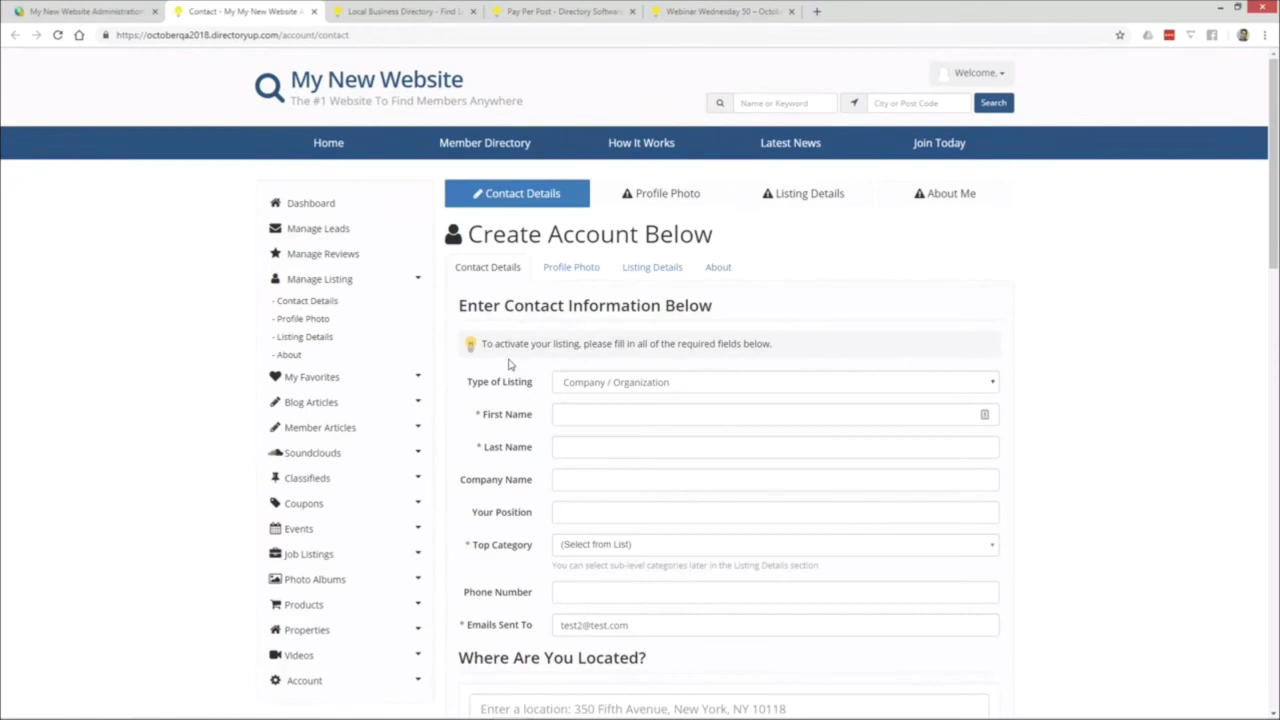 My New Website Administration
Contact - My My New Website A
Local Business Directory - Find L
Pay Per Post - Directory Softwar
Webinar Wednesday 50 – Octob
https://octoberqa2018.directoryup.com/account/contact
My New Website
The #1 Website To Find Members Anywhere
Welcome,
Name or Keyword
City or Post Code
Search
Home
Member Directory
How It Works
Latest News
Join Today
Dashboard
Manage Leads
Manage Reviews
Manage Listing
- Contact Details
- Profile Photo
- Listing Details
- About
My Favorites
Blog Articles
Member Articles
Soundclouds
Classifieds
Coupons
Events
Job Listings
Photo Albums
Products
Properties
Videos
Account
Contact Details
Profile Photo
Listing Details
About Me
Create Account Below
Contact Details
Profile Photo
Listing Details
About
Enter Contact Information Below
To activate your listing, please fill in all of the required fields below.
Type of Listing
Company / Organization
* First Name
* Last Name
Company Name
Your Position
* Top Category
(Select from List)
You can select sub-level categories later in the Listing Details section
Phone Number
* Emails Sent To
test2@test.com
Where Are You Located?
Enter a location: 350 Fifth Avenue, New York, NY 10118